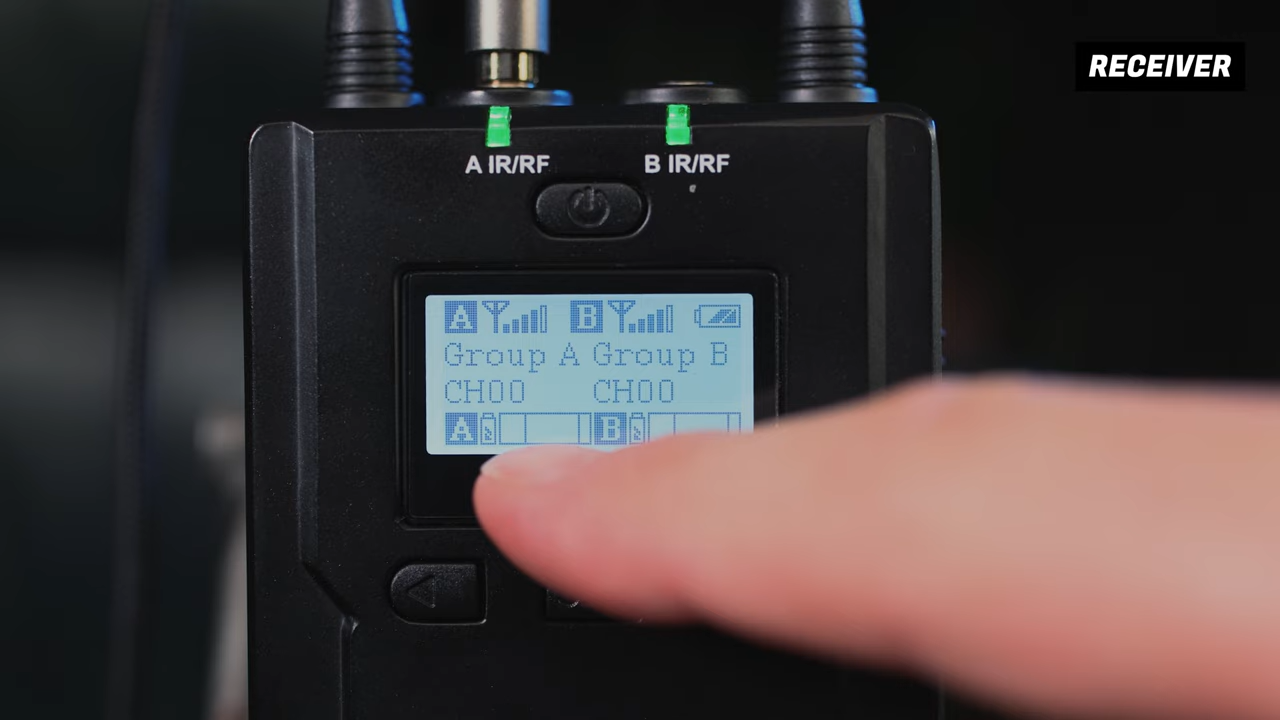 RECEIVER
A IR/RF B IR/RF
A B
Group A Group B
CH00 CH00
A B